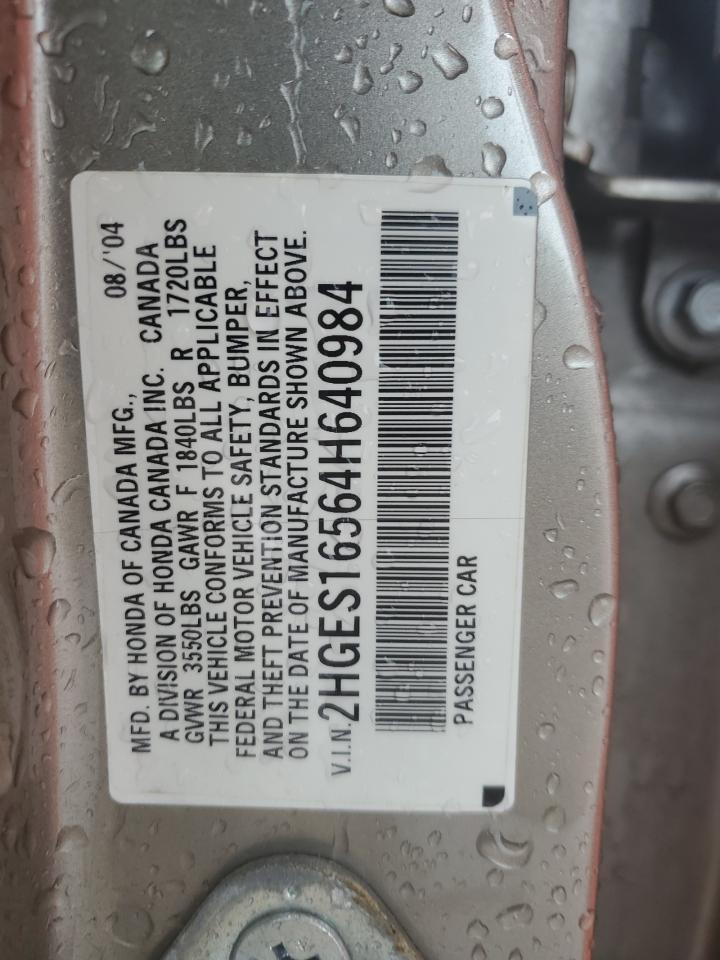 MFD. BY HONDA OF CANADA MFG., 08/'04
A DIVISION OF HONDA CANADA INC. CANADA
GVWR 3550LBS GAWR F 1840LBS R 1720LBS
THIS VEHICLE CONFORMS TO ALL APPLICABLE
FEDERAL MOTOR VEHICLE SAFETY, BUMPER,
AND THEFT PREVENTION STANDARDS IN EFFECT
ON THE DATE OF MANUFACTURE SHOWN ABOVE.
V.I.N. 2HGES16564H640984
PASSENGER CAR